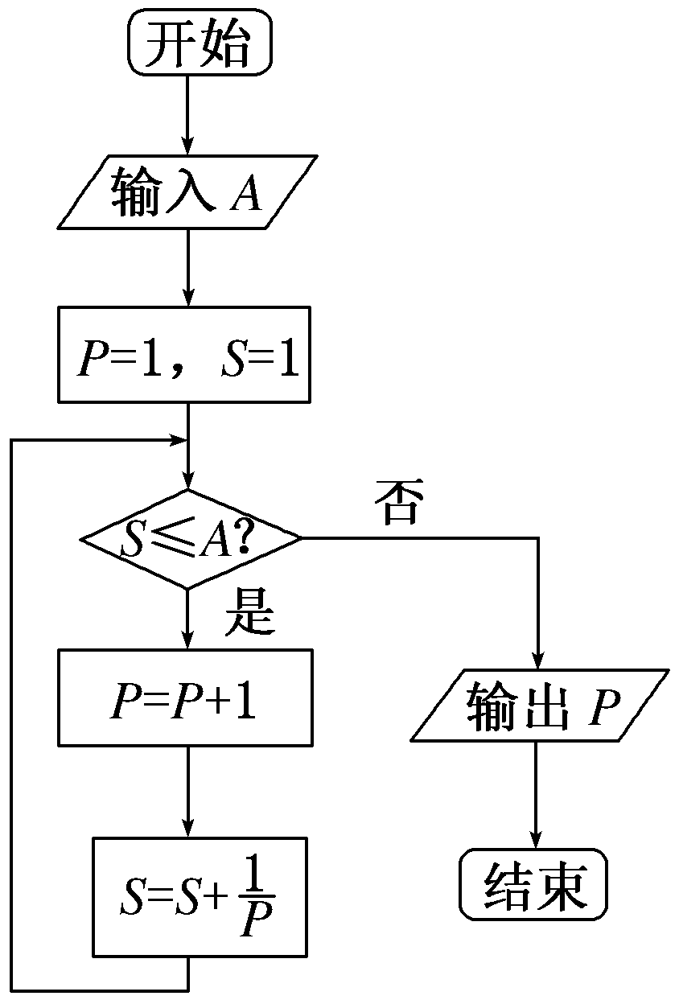 开始
输入 A
P=1，S=1
S≤A?
否
是
P=P+1
输出 P
S=S+1/P
结束